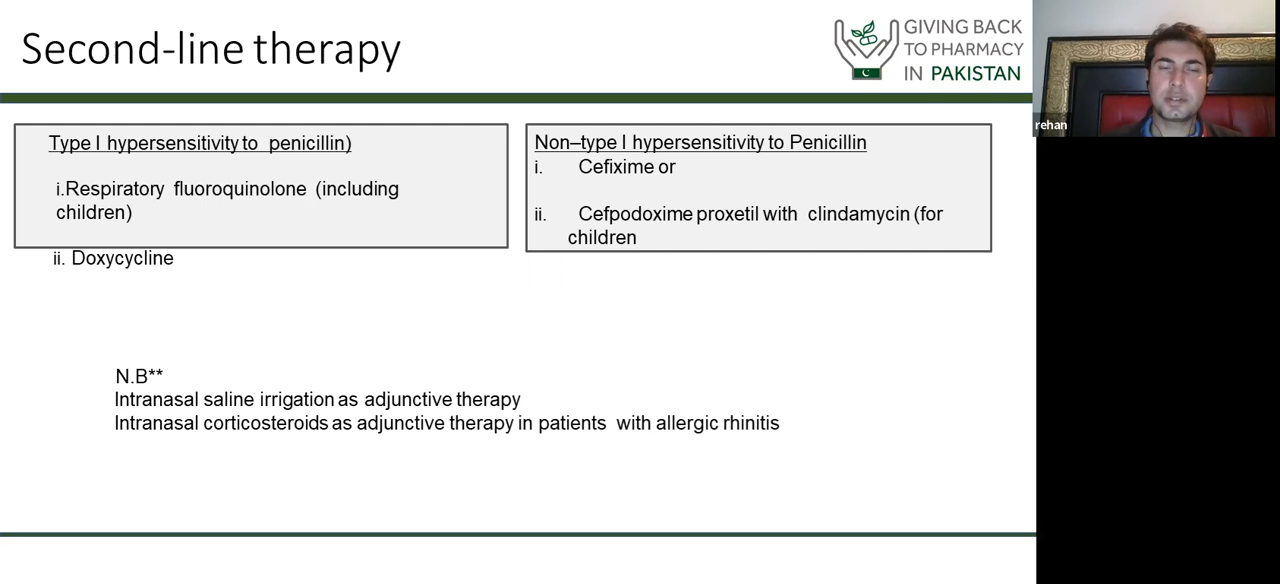 Second-line therapy
GIVING BACK
TO PHARMACY
IN PAKISTAN
rehan
Type I hypersensitivity to penicillin)
i.Respiratory fluoroquinolone (including
children)
ii. Doxycycline
Non–type I hypersensitivity to Penicillin
i. Cefixime or
ii. Cefpodoxime proxetil with clindamycin (for
children
N.B**
Intranasal saline irrigation as adjunctive therapy
Intranasal corticosteroids as adjunctive therapy in patients with allergic rhinitis